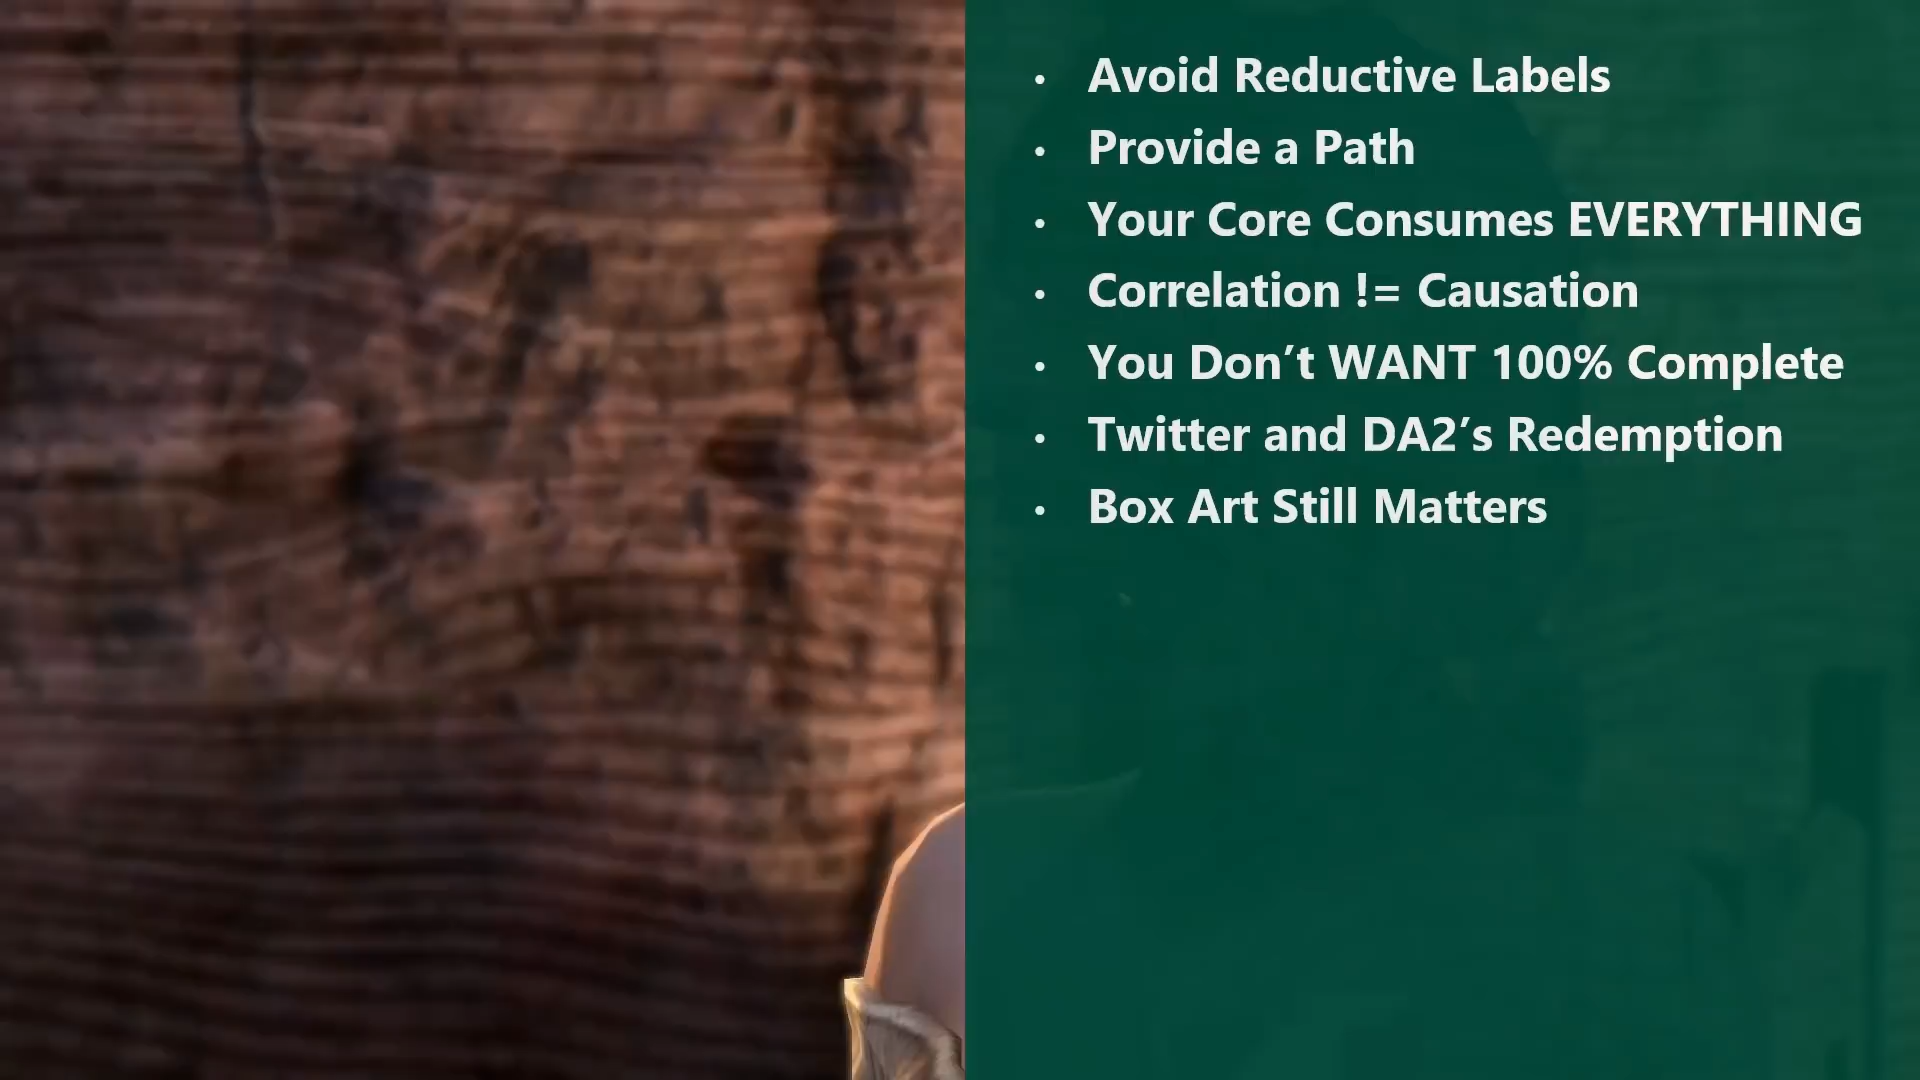 • Avoid Reductive Labels
• Provide a Path
• Your Core Consumes EVERYTHING
• Correlation != Causation
• You Don’t WANT 100% Complete
• Twitter and DA2’s Redemption
• Box Art Still Matters